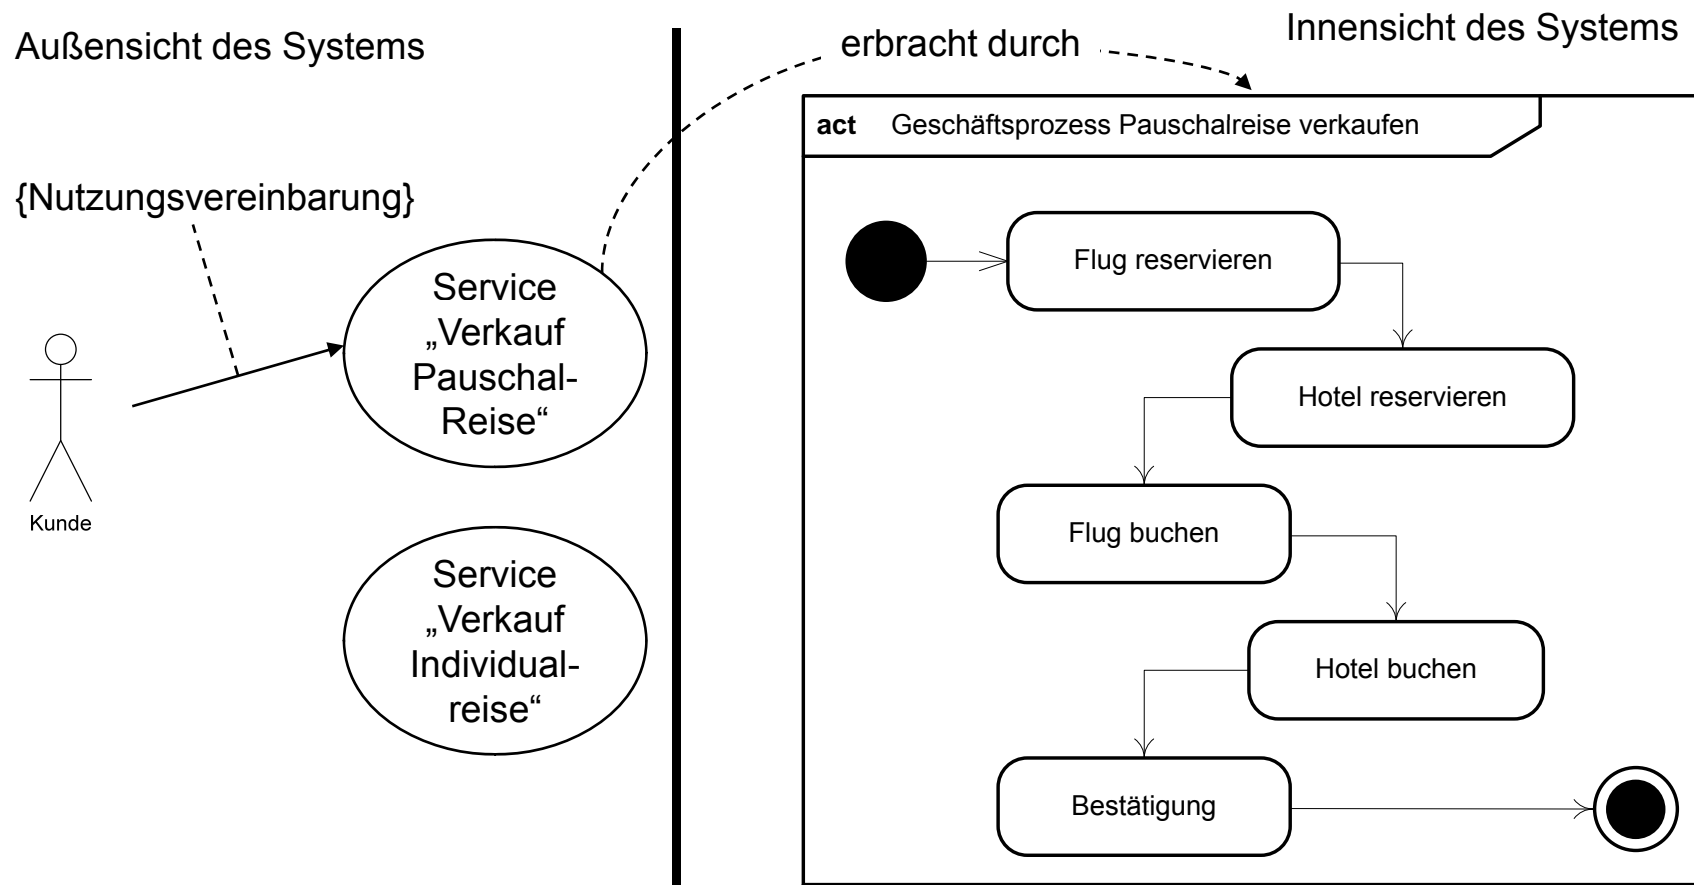 Außensicht des Systems
{Nutzungsvereinbarung}
Service
„Verkauf
Pauschal-
Reise“
Kunde
Service
„Verkauf
Individual-
reise“
erbracht durch
Innensicht des Systems
act Geschäftsprozess Pauschalreise verkaufen
Flug reservieren
Hotel reservieren
Flug buchen
Hotel buchen
Bestätigung